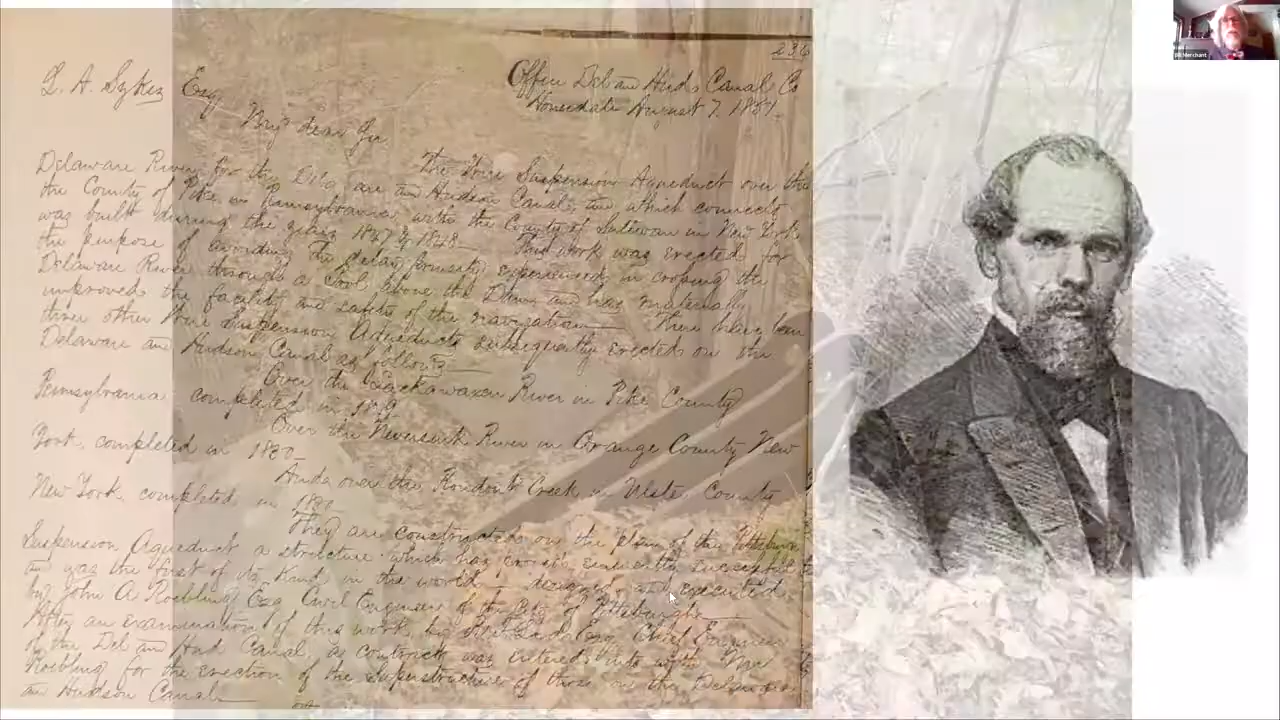 236
L. A. Sykes Esq Office Del and Huds Canal Co
Honesdale August 7. 1851.
My dear Sir
The Wire Suspension Aqueduct over the
Delaware River for the Delaware and Hudson Canal, and which connects
the County of Pike in Pennsylvania with the County of Sullivan in New York
was built during the years 1847 & 1848 This work was erected for
the purpose of avoiding the delay formerly experienced in crossing the
Delaware River through a Pool above the Dam, and has materially
improved the facility and safety of the navigation There have been
three other Wire Suspension Aqueducts subsequently erected on the
Delaware and Hudson Canal as follows
Over the Lackawaxen River in Pike County
Pennsylvania completed in
Over the Neversink River in Orange County New
York, completed in
And over the Rondout Creek in Ulster County
New York, completed in
They are constructed on the plan of the
Suspension Aqueduct a structure which has proved eminently successful
and was the first of its Kind in the world designed and executed
by John A Roebling Esq Civil Engineer of the City of Pittsburgh
After an examination of this work, by Esq Chief Engineer
of the Del and Hud Canal, a contract was entered into with Mr
Roebling for the erection of the Superstructure of those on the Delaware
and Hudson Canal
Bill Merchant